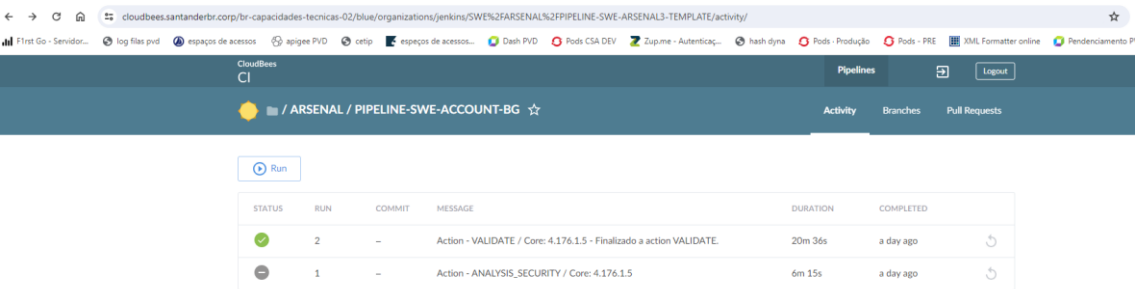 cloudbees.santanderbr.corp/br-capacidades-tecnicas-02/blue/organizations/jenkins/SWE%2FARSENAL%2FPIPELINE-SWE-ARSENAL3-TEMPLATE/activity/
F1rst Go - Servidor... log filas pvd espaços de acessos apigee PVD cetip espeços de acessos... Dash PVD Pods CSA DEV Zup.me - Autenticaç... hash dyna Pods - Produção Pods - PRE XML Formatter online Pendenciamento P
CloudBees
CI
Pipelines Logout
/ ARSENAL / PIPELINE-SWE-ACCOUNT-BG Activity Branches Pull Requests
Run
STATUS RUN COMMIT MESSAGE DURATION COMPLETED
2 – Action - VALIDATE / Core: 4.176.1.5 - Finalizado a action VALIDATE. 20m 36s a day ago
1 – Action - ANALYSIS_SECURITY / Core: 4.176.1.5 6m 15s a day ago